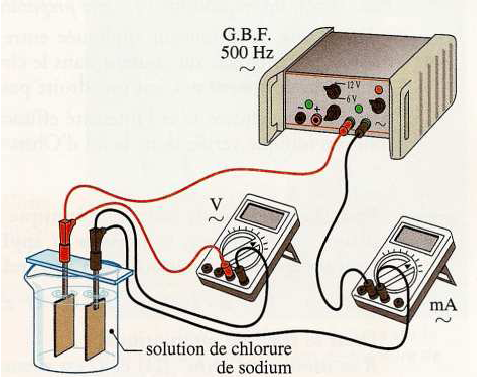 G.B.F.
500 Hz
~
12 V
6 V
− +
~
V
~
mA
~
solution de chlorure
de sodium